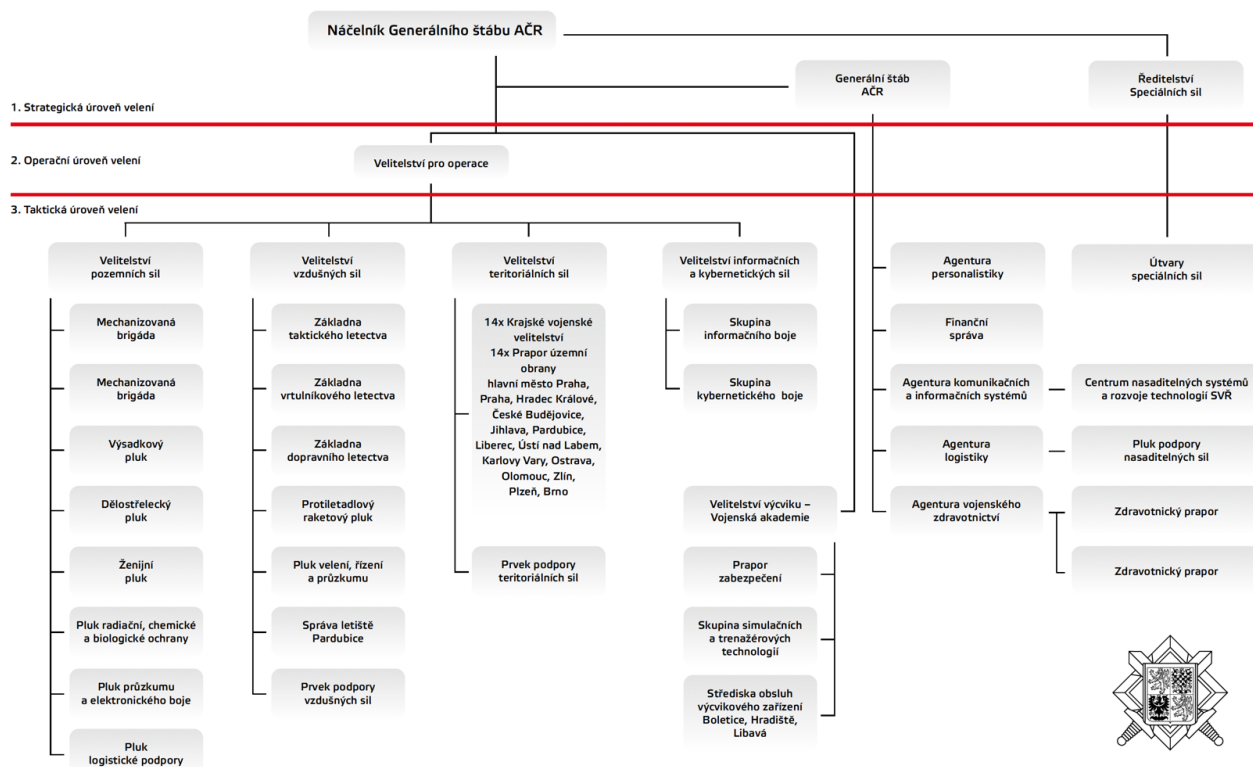 Náčelník Generálního štábu AČR
Generální štáb
AČR
Ředitelství
Speciálních sil
1. Strategická úroveň velení
2. Operační úroveň velení
Velitelství pro operace
3. Taktická úroveň velení
Velitelství
pozemních sil
Mechanizovaná
brigáda
Mechanizovaná
brigáda
Výsadkový
pluk
Dělostřelecký
pluk
Ženijní
pluk
Pluk radiační, chemické
a biologické ochrany
Pluk průzkumu
a elektronického boje
Pluk
logistické podpory
Velitelství
vzdušných sil
Základna
taktického letectva
Základna
vrtulníkového letectva
Základna
dopravního letectva
Protiletadlový
raketový pluk
Pluk velení, řízení
a průzkumu
Správa letiště
Pardubice
Prvek podpory
vzdušných sil
Velitelství
teritoriálních sil
14x Krajské vojenské
velitelství
14x Prapor územní
obrany
hlavní město Praha,
Praha, Hradec Králové,
České Budějovice,
Jihlava, Pardubice,
Liberec, Ústí nad Labem,
Karlovy Vary, Ostrava,
Olomouc, Zlín,
Plzeň, Brno
Prvek podpory
teritoriálních sil
Velitelství informačních
a kybernetických sil
Skupina
informačního boje
Skupina
kybernetického boje
Velitelství výcviku –
Vojenská akademie
Prapor
zabezpečení
Skupina simulačních
a trenažérových
technologií
Střediska obsluh
výcvikového zařízení
Boletice, Hradiště,
Libavá
Agentura
personalistiky
Finanční
správa
Agentura komunikačních
a informačních systémů
Agentura
logistiky
Agentura vojenského
zdravotnictví
Útvary
speciálních sil
Centrum nasaditelných systémů
a rozvoje technologií SVŘ
Pluk podpory
nasaditelných sil
Zdravotnický prapor
Zdravotnický prapor